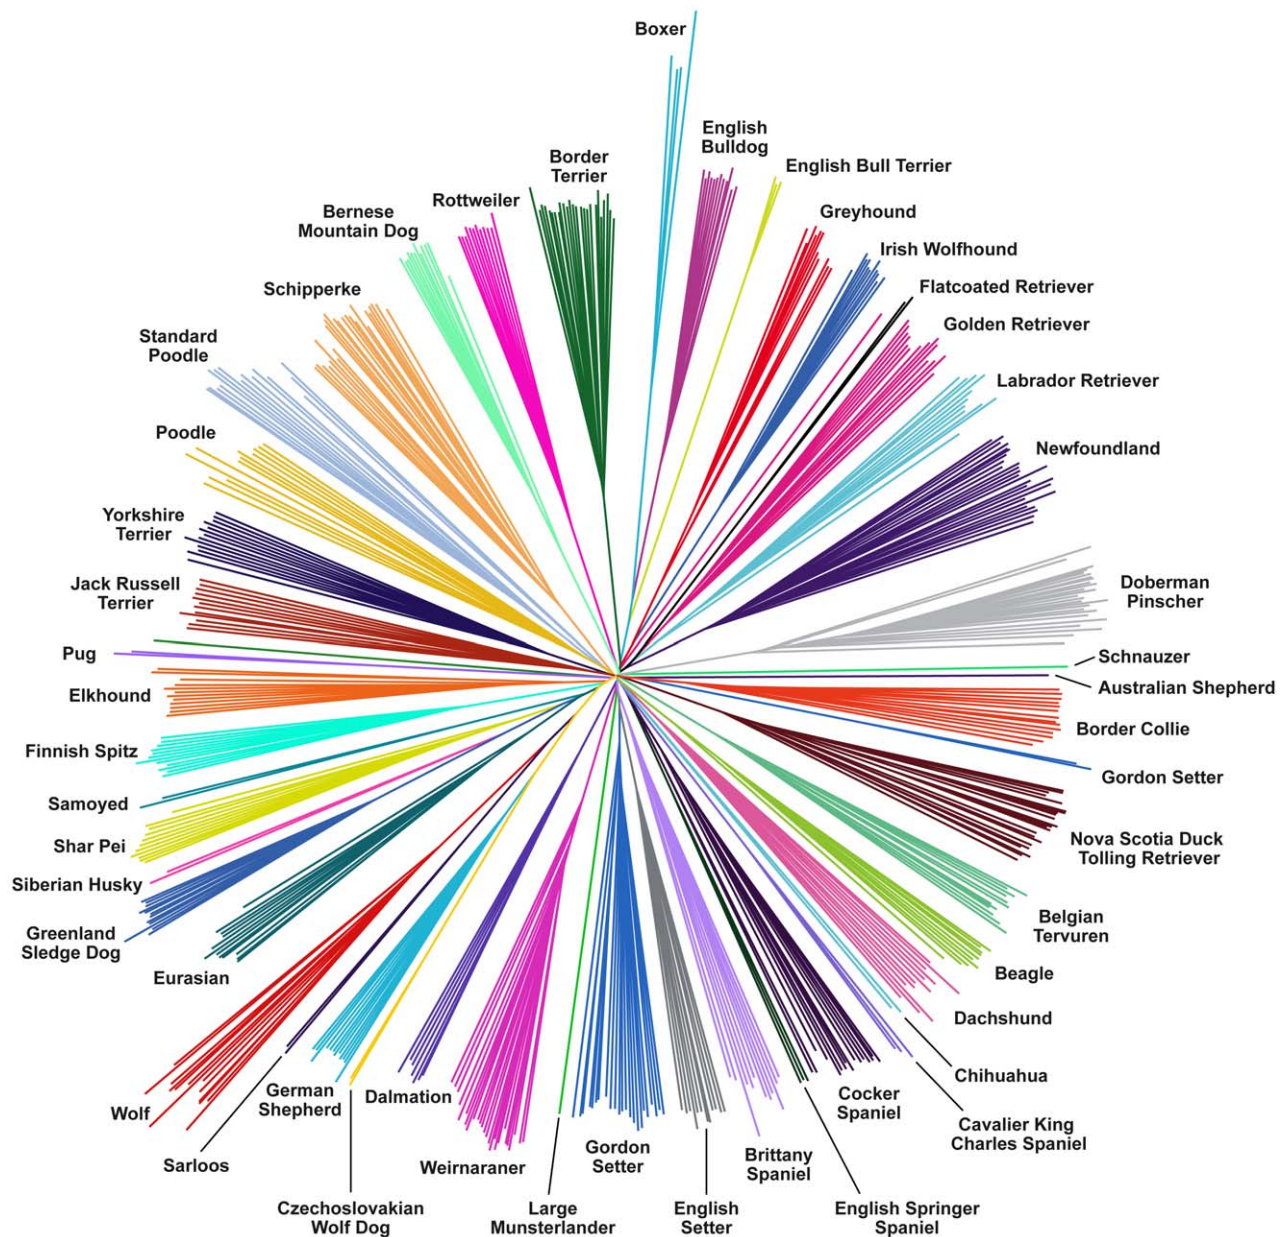 Boxer
English
Bulldog
English Bull Terrier
Greyhound
Irish Wolfhound
Flatcoated Retriever
Golden Retriever
Labrador Retriever
Newfoundland
Doberman
Pinscher
Schnauzer
Australian Shepherd
Border Collie
Gordon Setter
Nova Scotia Duck
Tolling Retriever
Belgian
Tervuren
Beagle
Dachshund
Chihuahua
Cavalier King
Charles Spaniel
Cocker
Spaniel
English Springer
Spaniel
Brittany
Spaniel
English
Setter
Gordon
Setter
Large
Munsterlander
Weirnaraner
Dalmation
Czechoslovakian
Wolf Dog
German
Shepherd
Sarloos
Wolf
Eurasian
Greenland
Sledge Dog
Siberian Husky
Shar Pei
Samoyed
Finnish Spitz
Elkhound
Pug
Jack Russell
Terrier
Yorkshire
Terrier
Poodle
Standard
Poodle
Schipperke
Bernese
Mountain Dog
Rottweiler
Border
Terrier